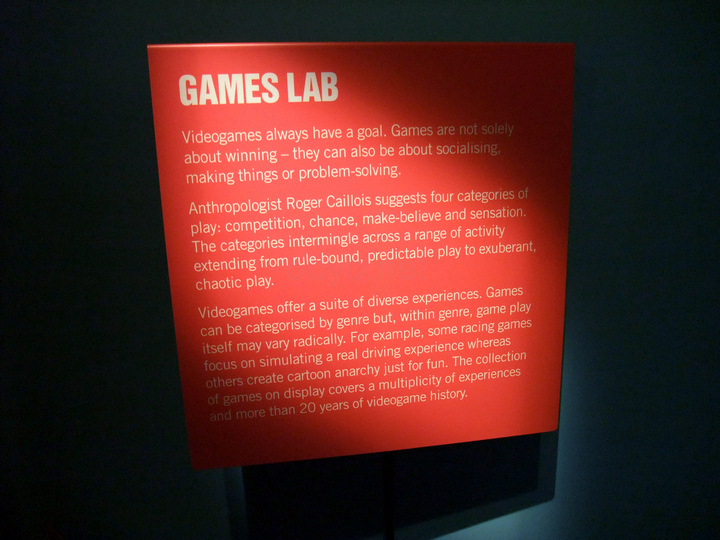 GAMES LAB
Videogames always have a goal. Games are not solely
about winning – they can also be about socialising,
making things or problem-solving.
Anthropologist Roger Caillois suggests four categories of
play: competition, chance, make-believe and sensation.
The categories intermingle across a range of activity
extending from rule-bound, predictable play to exuberant,
chaotic play.
Videogames offer a suite of diverse experiences. Games
can be categorised by genre but, within genre, game play
itself may vary radically. For example, some racing games
focus on simulating a real driving experience whereas
others create cartoon anarchy just for fun. The collection
of games on display covers a multiplicity of experiences
and more than 20 years of videogame history.